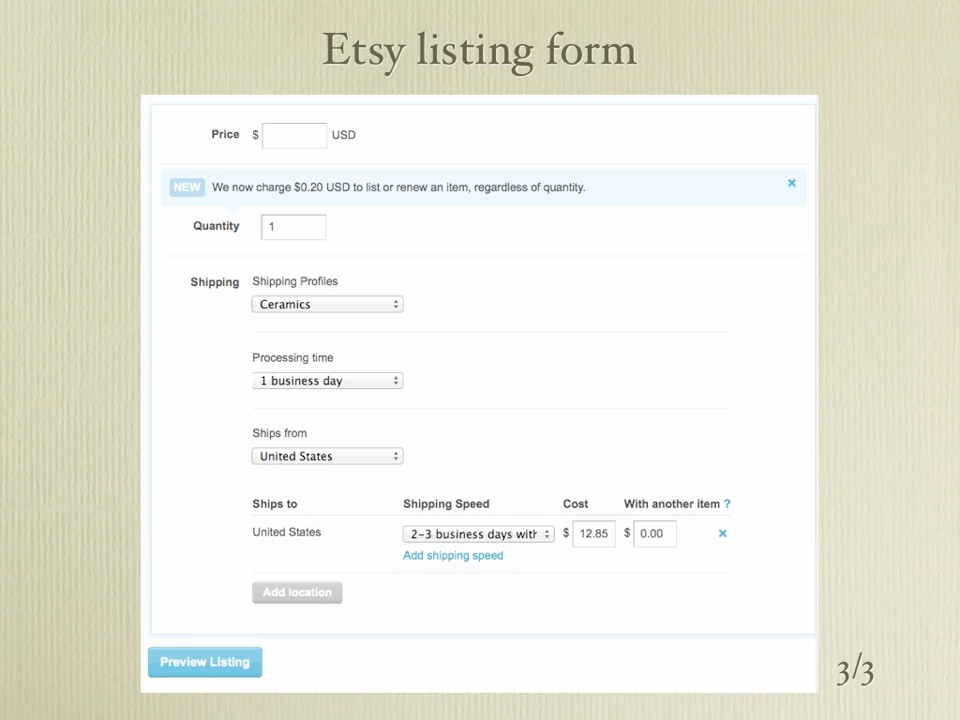 Etsy listing form
Price $ USD
NEW We now charge $0.20 USD to list or renew an item, regardless of quantity. ×
Quantity 1
Shipping Shipping Profiles
Ceramics
Processing time
1 business day
Ships from
United States
Ships to Shipping Speed Cost With another item ?
United States 2-3 business days with $ 12.85 $ 0.00 ×
Add shipping speed
Add location
Preview Listing
3/3